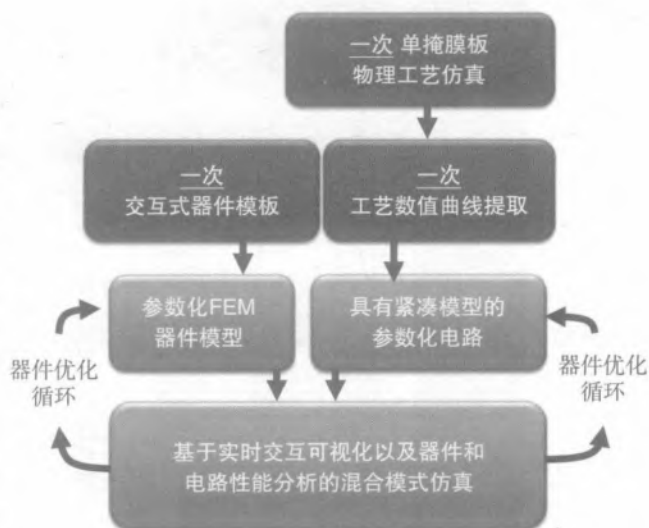 一次 单掩膜板
物理工艺仿真
一次
交互式器件模板
一次
工艺数值曲线提取
参数化FEM
器件模型
具有紧凑模型的
参数化电路
器件优化
循环
器件优化
循环
基于实时交互可视化以及器件和
电路性能分析的混合模式仿真